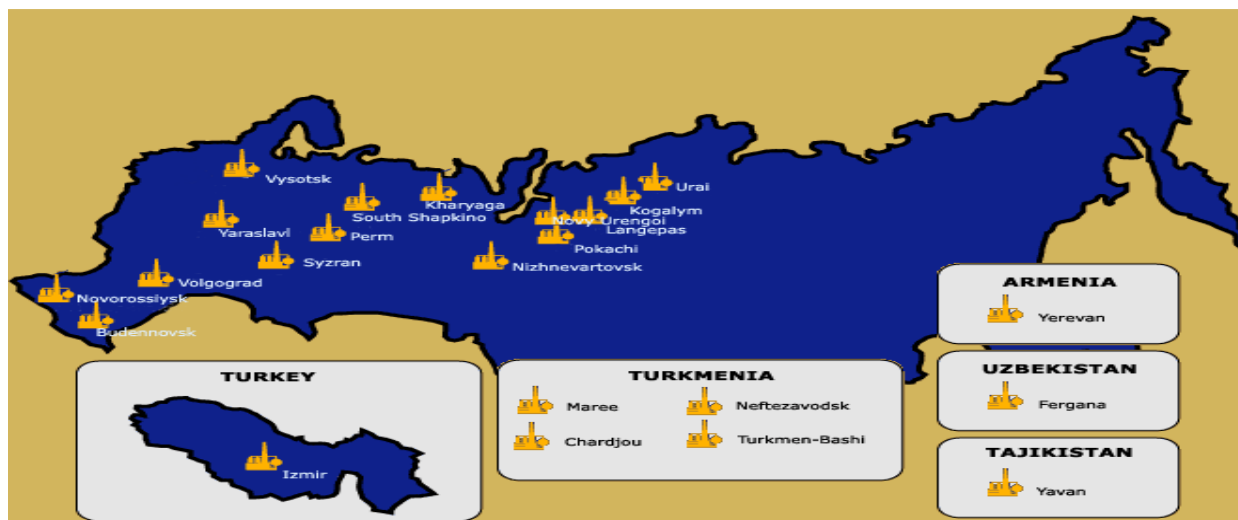 Vysotsk
Urai
Kharyaga
Kogalym
South Shapkino
Novy Urengoi
Langepas
Yaraslavl
Perm
Pokachi
Syzran
Nizhnevartovsk
Volgograd
Novorossiysk
Budennovsk
ARMENIA
Yerevan
TURKEY
Izmir
TURKMENIA
Maree
Neftezavodsk
Chardjou
Turkmen-Bashi
UZBEKISTAN
Fergana
TAJIKISTAN
Yavan